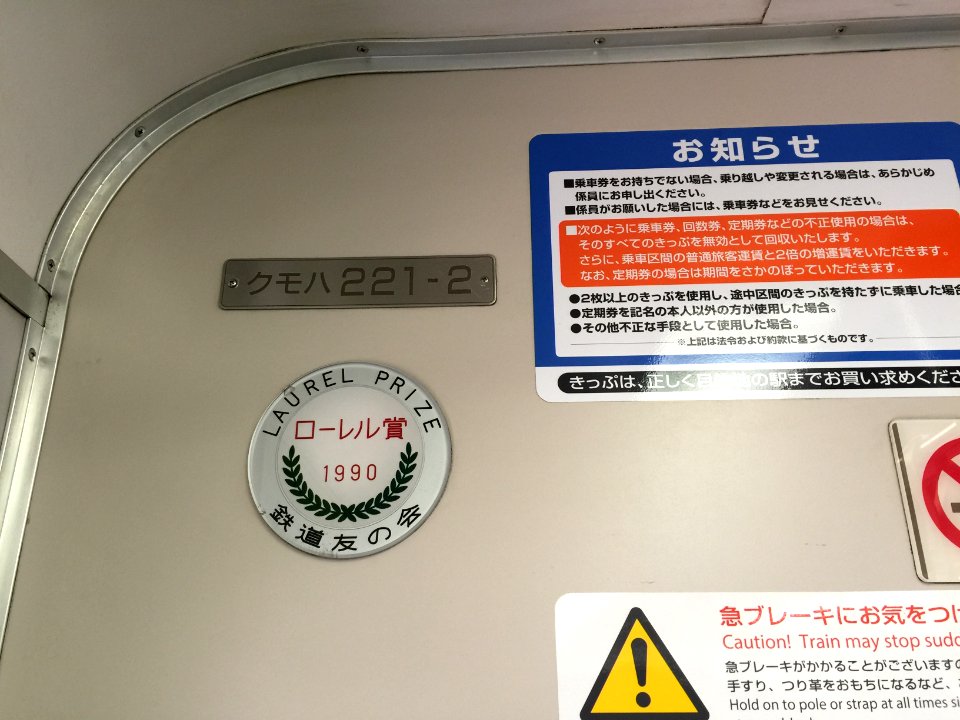 クモハ 221-2
LAUREL PRIZE
ローレル賞
1990
鉄道友の会
お知らせ
■乗車券をお持ちでない場合、乗り越しや変更される場合は、あらかじめ
係員にお申し出ください。
■係員がお願いした場合には、乗車券などをお見せください。
■次のように乗車券、回数券、定期券などの不正使用の場合は、
そのすべてのきっぷを無効として回収いたします。
さらに、乗車区間の普通旅客運賃と2倍の増運賃をいただきます。
なお、定期券の場合は期間をさかのぼっていただきます。
●2枚以上のきっぷを使用し、途中区間のきっぷを持たずに乗車した場合
●定期券を記名の本人以外の方が使用した場合。
●その他不正な手段として使用した場合。
※上記は法令および約款に基づくものです。
きっぷは、正しく の駅までお買い求めくださ
急ブレーキにお気をつけ
Caution! Train may stop sudd
急ブレーキがかかることがございますの
手すり、つり革をおもちになるなど、
Hold on to pole or strap at all times si